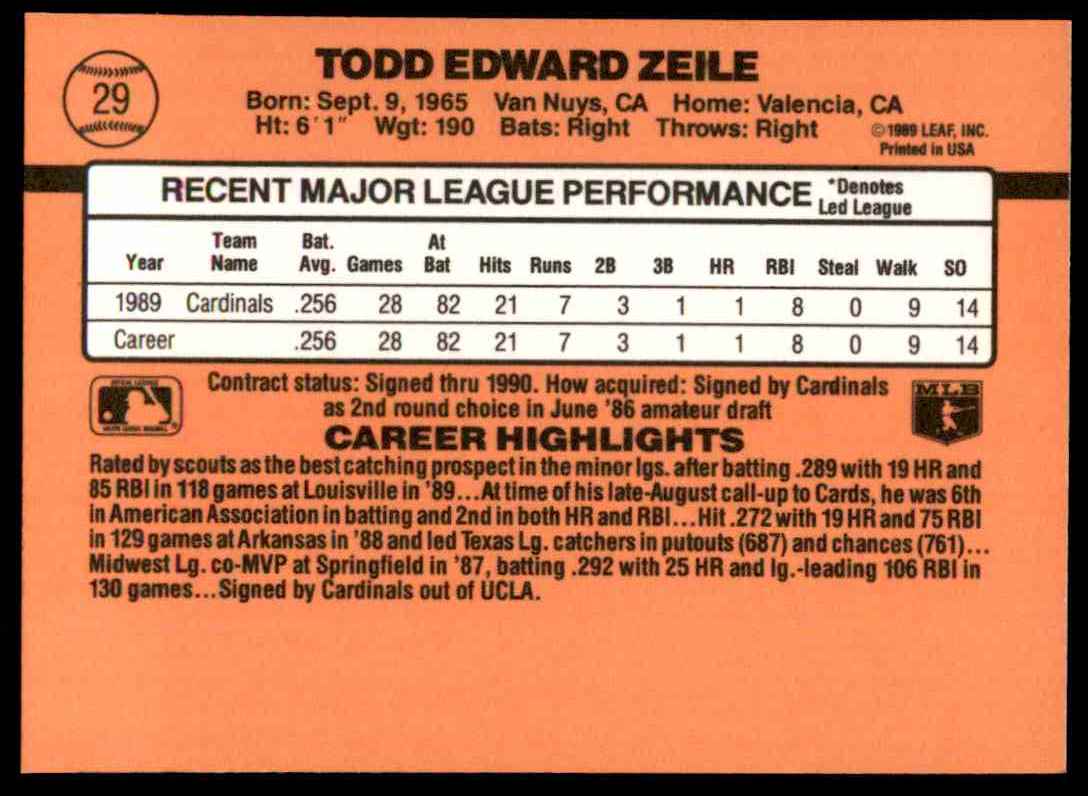 29
TODD EDWARD ZEILE
Born: Sept. 9, 1965 Van Nuys, CA Home: Valencia, CA
Ht: 6'1" Wgt: 190 Bats: Right Throws: Right
©1989 LEAF, INC.
Printed in USA
RECENT MAJOR LEAGUE PERFORMANCE *Denotes
Led League
Year Team Name Bat. Avg. Games At Bat Hits Runs 2B 3B HR RBI Steal Walk SO
1989 Cardinals .256 28 82 21 7 3 1 1 8 0 9 14
Career .256 28 82 21 7 3 1 1 8 0 9 14
Contract status: Signed thru 1990. How acquired: Signed by Cardinals
as 2nd round choice in June '86 amateur draft
MLB
CAREER HIGHLIGHTS
Rated by scouts as the best catching prospect in the minor lgs. after batting .289 with 19 HR and
85 RBI in 118 games at Louisville in '89...At time of his late-August call-up to Cards, he was 6th
in American Association in batting and 2nd in both HR and RBI...Hit .272 with 19 HR and 75 RBI
in 129 games at Arkansas in '88 and led Texas Lg. catchers in putouts (687) and chances (761)...
Midwest Lg. co-MVP at Springfield in '87, batting .292 with 25 HR and lg.-leading 106 RBI in
130 games...Signed by Cardinals out of UCLA.